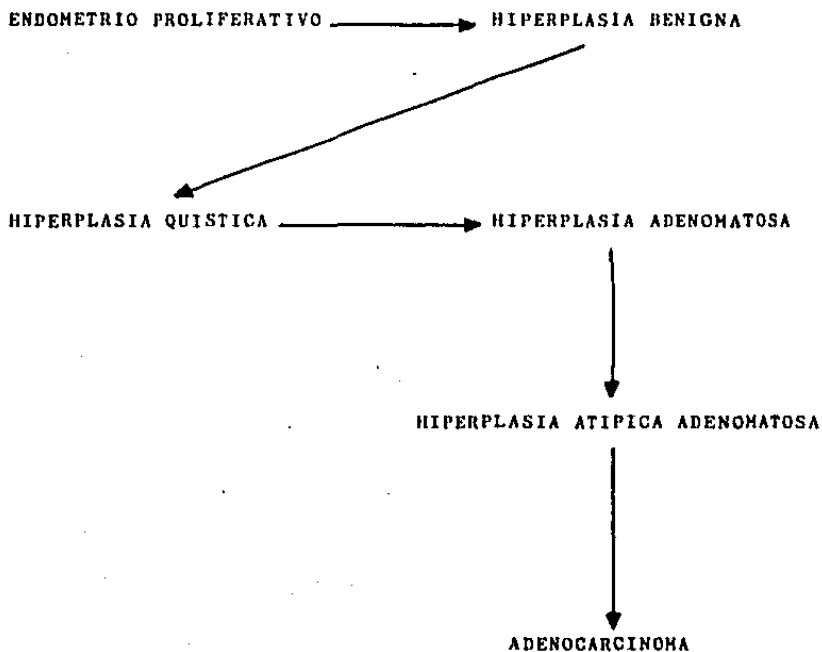 ENDOMETRIO PROLIFERATIVO HIPERPLASIA BENIGNA
HIPERPLASIA QUISTICA HIPERPLASIA ADENOMATOSA
HIPERPLASIA ATIPICA ADENOMATOSA
ADENOCARCINOMA